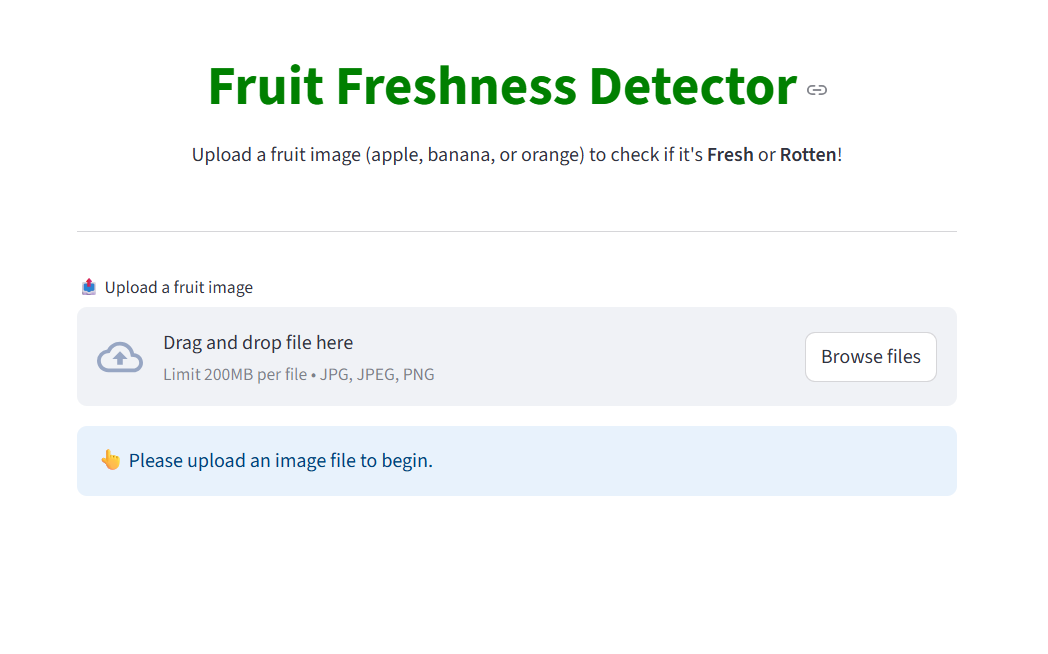 Fruit Freshness Detector
Upload a fruit image (apple, banana, or orange) to check if it's Fresh or Rotten!
Upload a fruit image
Drag and drop file here
Limit 200MB per file • JPG, JPEG, PNG
Browse files
Please upload an image file to begin.